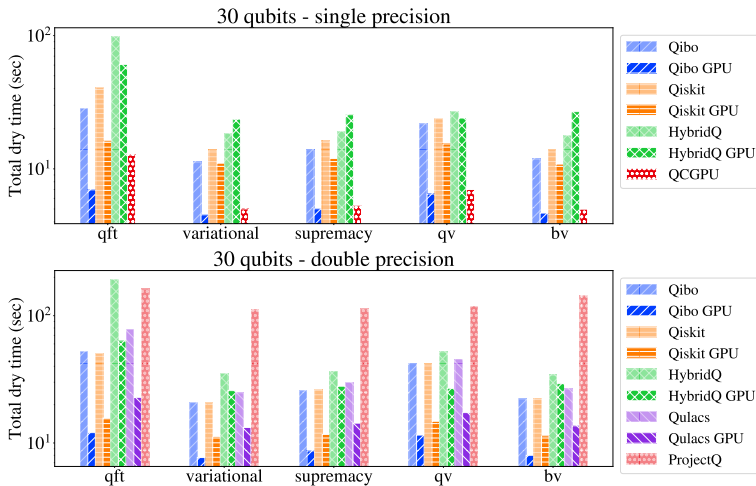 30 qubits - single precision
Total dry time (sec)
10²
10¹
qft
variational
supremacy
qv
bv
Qibo
Qibo GPU
Qiskit
Qiskit GPU
HybridQ
HybridQ GPU
QCGPU
30 qubits - double precision
Total dry time (sec)
10²
10¹
qft
variational
supremacy
qv
bv
Qibo
Qibo GPU
Qiskit
Qiskit GPU
HybridQ
HybridQ GPU
Qulacs
Qulacs GPU
ProjectQ